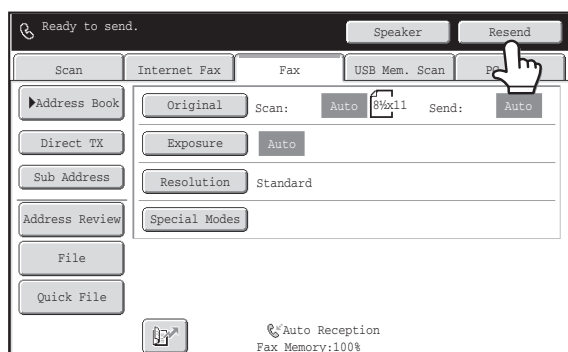 Ready to send.
Speaker
Resend
Scan
Internet Fax
Fax
USB Mem. Scan
Address Book
Original
Scan:
Auto
8½x11
Send:
Auto
Direct TX
Exposure
Auto
Sub Address
Resolution
Standard
Address Review
Special Modes
File
Quick File
Auto Reception
Fax Memory:100%